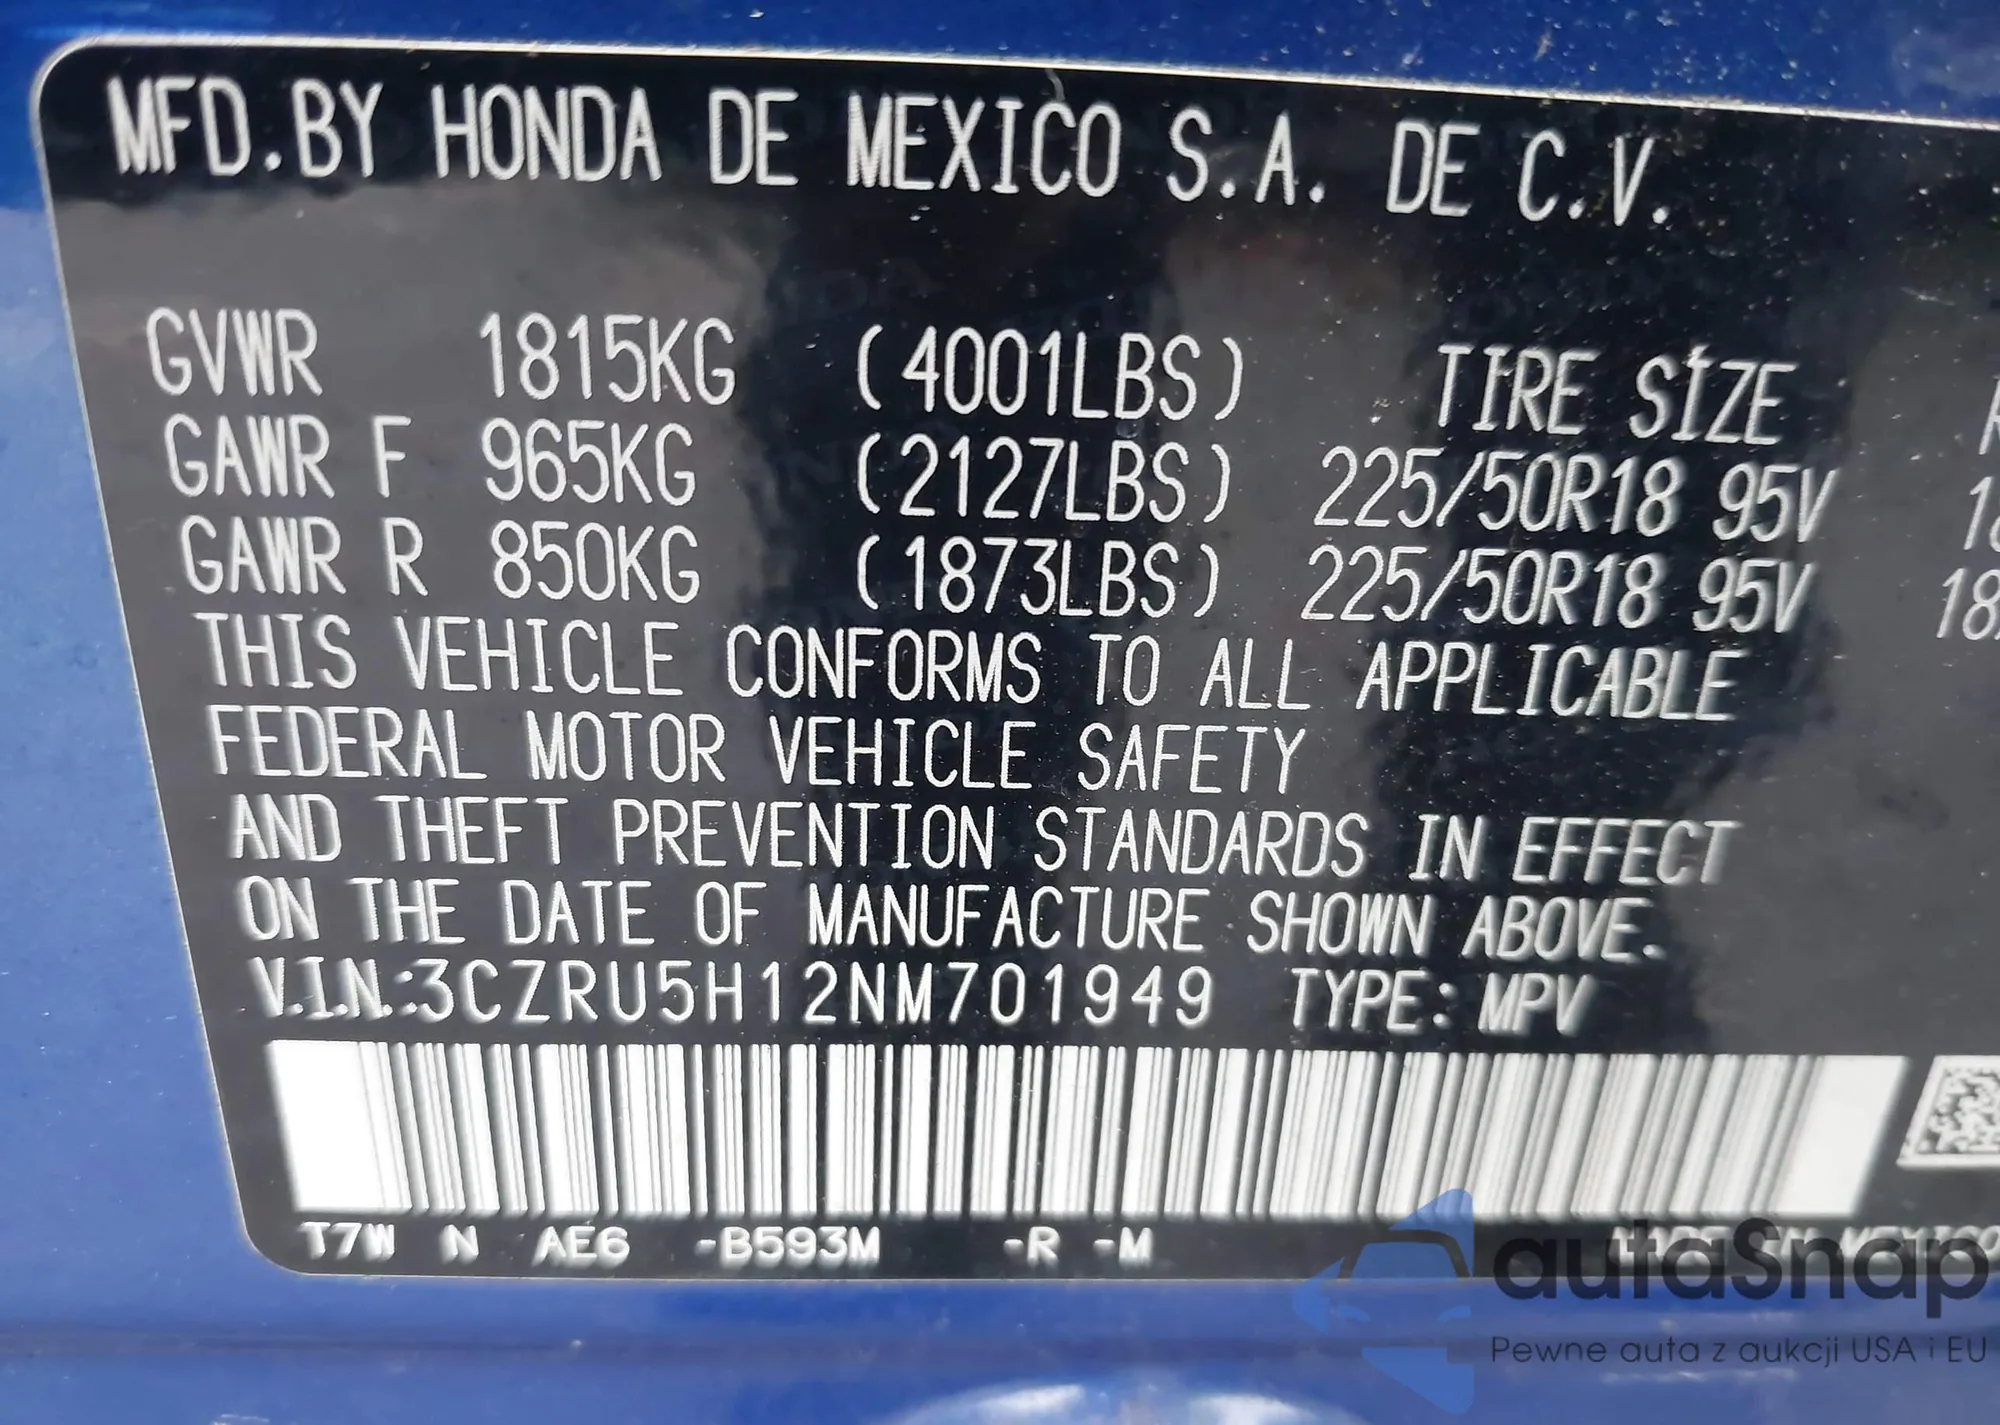 MFD.BY HONDA DE MEXICO S.A. DE C.V.
GVWR 1815KG (4001LBS) TIRE SIZE
GAWR F 965KG (2127LBS) 225/50R18 95V
GAWR R 850KG (1873LBS) 225/50R18 95V
THIS VEHICLE CONFORMS TO ALL APPLICABLE
FEDERAL MOTOR VEHICLE SAFETY
AND THEFT PREVENTION STANDARDS IN EFFECT
ON THE DATE OF MANUFACTURE SHOWN ABOVE.
V.I.N.:3CZRU5H12NM701949 TYPE: MPV
T7W N AE6 -B593M -R -M MADE IN MEXICO
autaSnap
Pewne auta z aukcji USA i EU